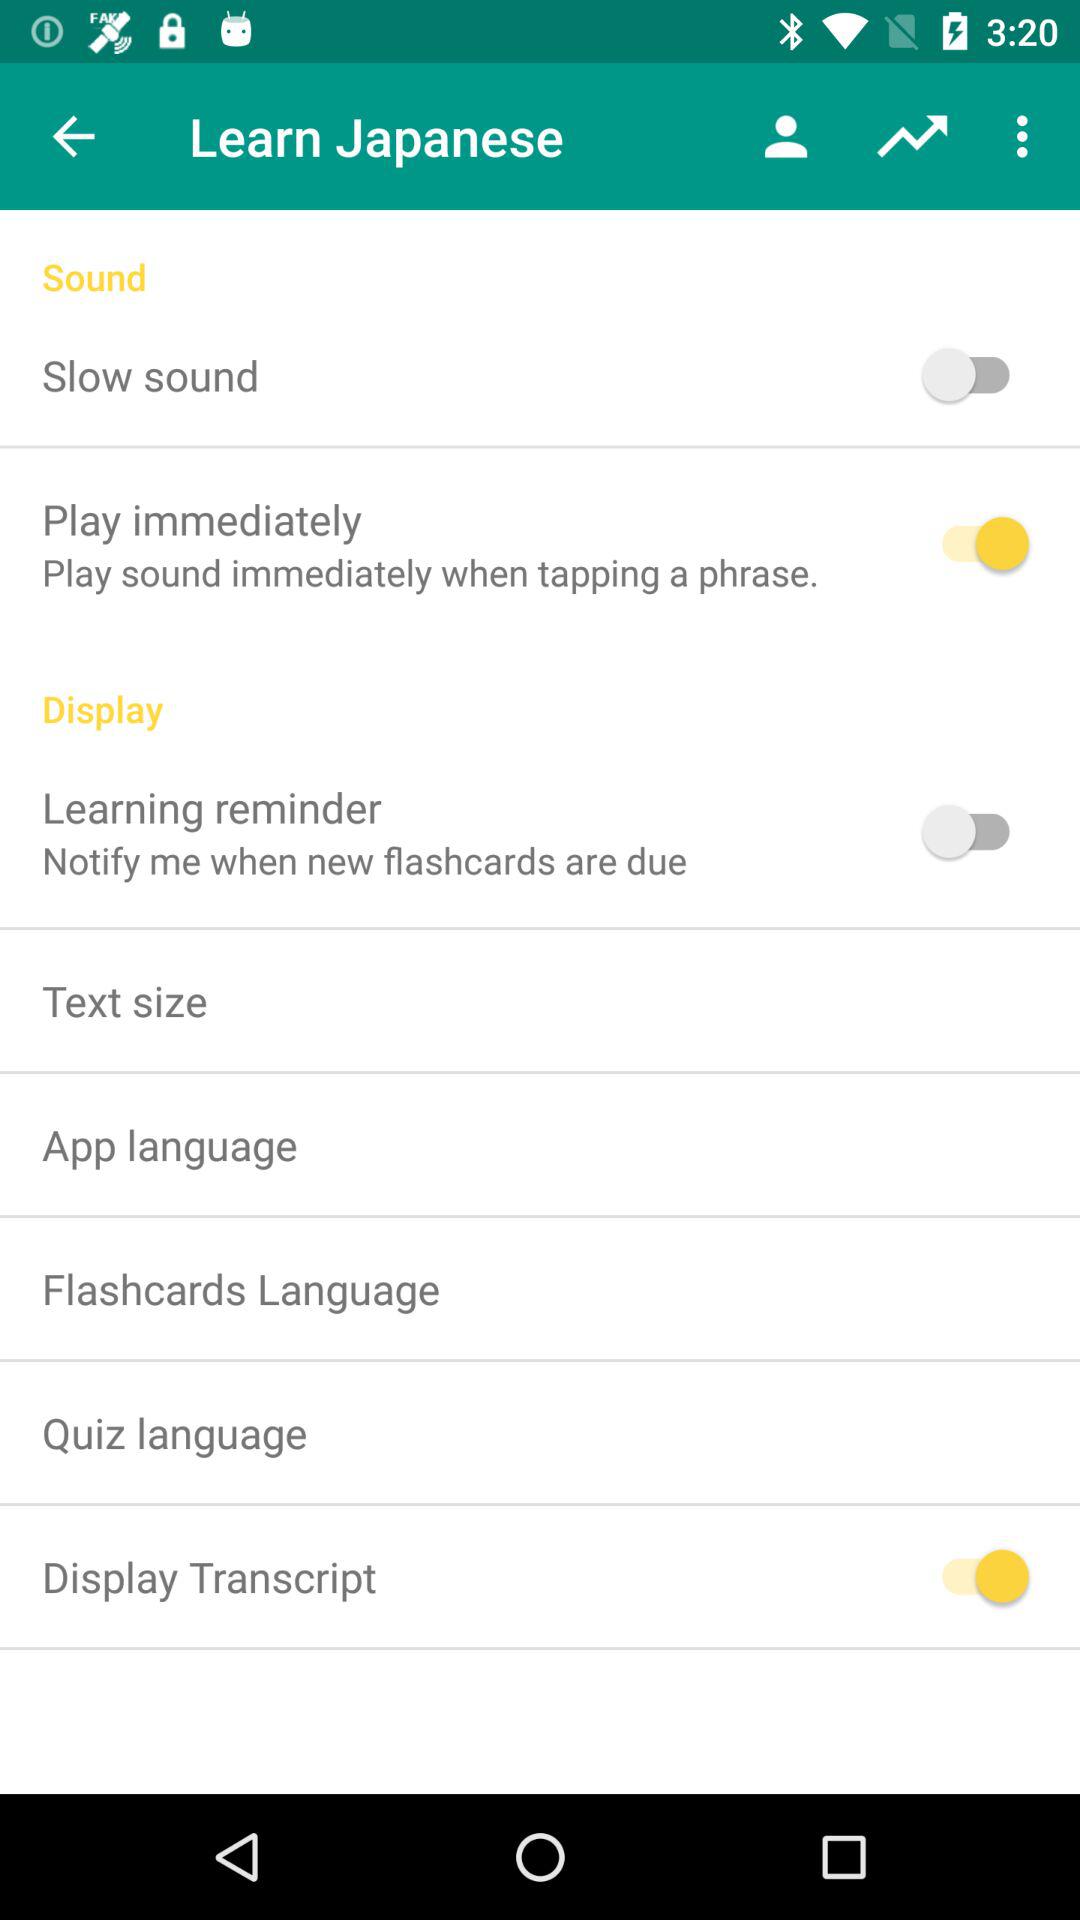 FAKE
3:20
Learn Japanese
Sound
Slow sound
Play immediately
Play sound immediately when tapping a phrase.
Display
Learning reminder
Notify me when new flashcards are due
Text size
App language
Flashcards Language
Quiz language
Display Transcript